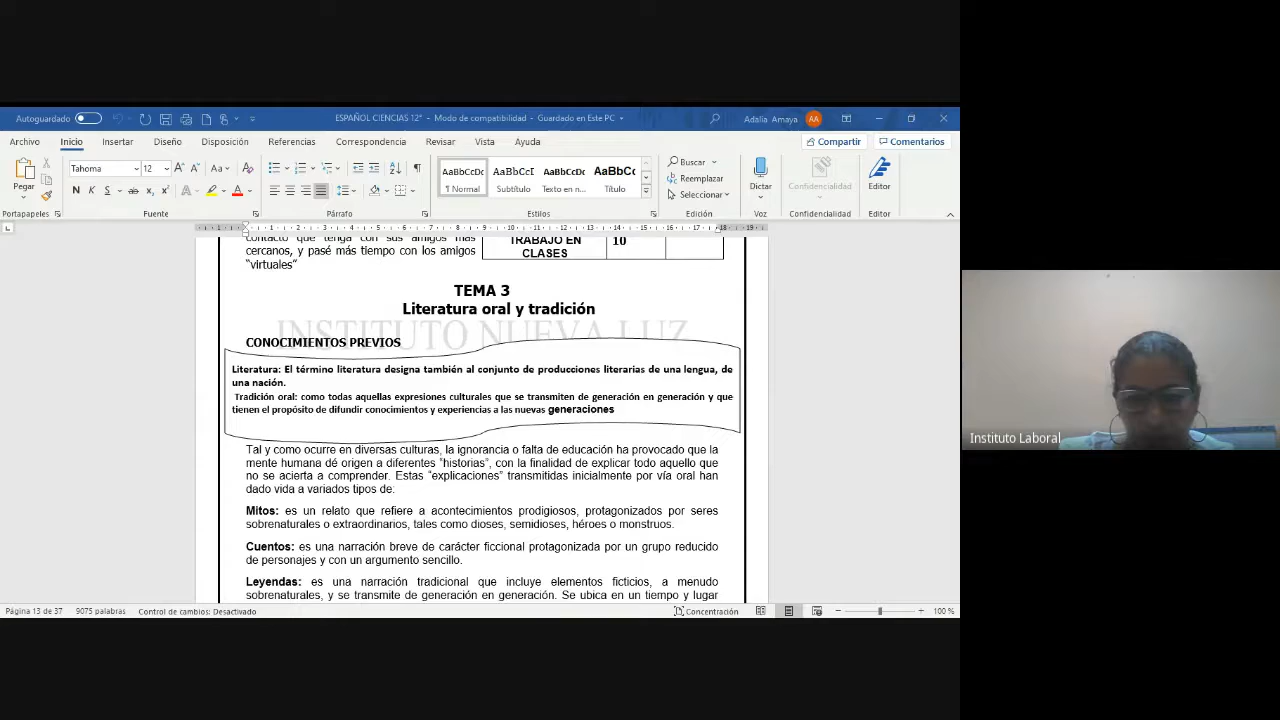 Autoguardado
ESPAÑOL CIENCIAS 12° - Modo de compatibilidad - Guardado en Este PC
Adalia Amaya
AA
Archivo Inicio Insertar Diseño Disposición Referencias Correspondencia Revisar Vista Ayuda
Compartir Comentarios
Pegar
Tahoma 12
AaBbCcDc AaBbCcI AaBbCcDc AaBbCc
¶ Normal Subtítulo Texto en n... Título
Buscar
Reemplazar
Seleccionar
Dictar
Confidencialidad
Editor
Portapapeles Fuente Párrafo Estilos Edición Voz Confidencialidad Editor
contacto que tenga con sus amigos más
cercanos, y pasé más tiempo con los amigos
"virtuales"
TRABAJO EN
CLASES
10
TEMA 3
Literatura oral y tradición
INSTITUTO NUEVA LUZ
CONOCIMIENTOS PREVIOS
Literatura: El término literatura designa también al conjunto de producciones literarias de una lengua, de
una nación.
Tradición oral: como todas aquellas expresiones culturales que se transmiten de generación en generación y que
tienen el propósito de difundir conocimientos y experiencias a las nuevas generaciones
Tal y como ocurre en diversas culturas, la ignorancia o falta de educación ha provocado que la
mente humana dé origen a diferentes "historias", con la finalidad de explicar todo aquello que
no se acierta a comprender. Estas "explicaciones" transmitidas inicialmente por vía oral han
dado vida a variados tipos de:
Mitos: es un relato que refiere a acontecimientos prodigiosos, protagonizados por seres
sobrenaturales o extraordinarios, tales como dioses, semidioses, héroes o monstruos.
Cuentos: es una narración breve de carácter ficcional protagonizada por un grupo reducido
de personajes y con un argumento sencillo.
Leyendas: es una narración tradicional que incluye elementos ficticios, a menudo
sobrenaturales, y se transmite de generación en generación. Se ubica en un tiempo y lugar
Página 13 de 37 9075 palabras Control de cambios: Desactivado
Concentración
100 %
Instituto Laboral